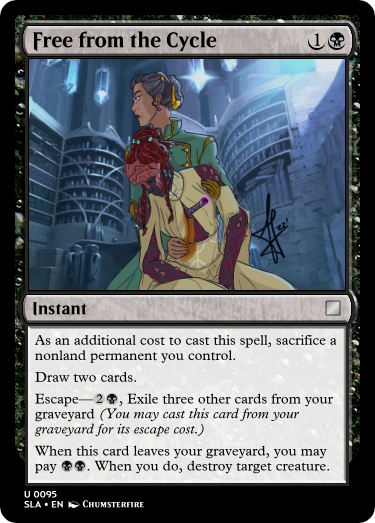 Free from the Cycle 1
Instant
As an additional cost to cast this spell, sacrifice a
nonland permanent you control.
Draw two cards.
Escape—2, Exile three other cards from your
graveyard (You may cast this card from your
graveyard for its escape cost.)
When this card leaves your graveyard, you may
pay . When you do, destroy target creature.
U 0095
SLA • EN CHUMSTERFIRE